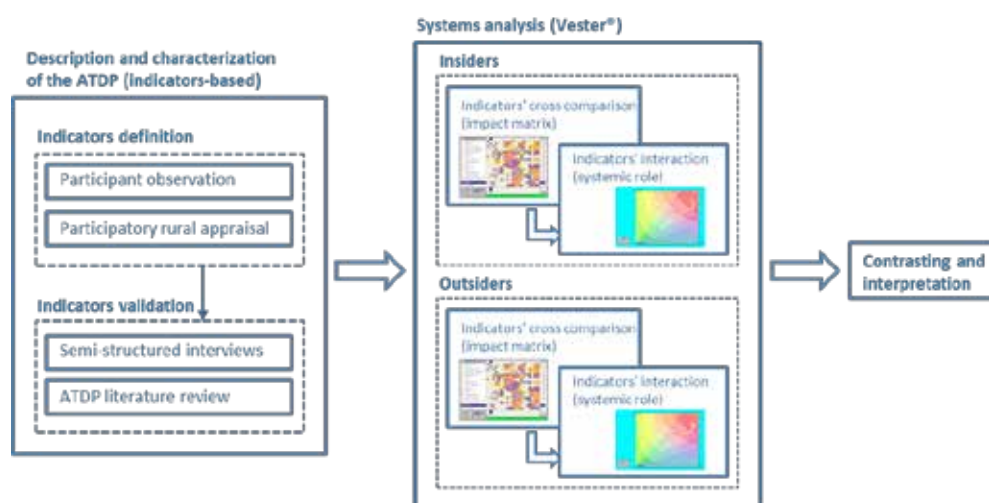 Description and characterization
of the ATDP (indicators-based)
Indicators definition
Participant observation
Participatory rural appraisal
Indicators validation
Semi-structured interviews
ATDP literature review
Systems analysis (Vester®)
Insiders
Indicators' cross comparison
(impact matrix)
Indicators' interaction
(systemic role)
Outsiders
Indicators' cross comparison
(impact matrix)
Indicators' interaction
(systemic role)
Contrasting and
interpretation